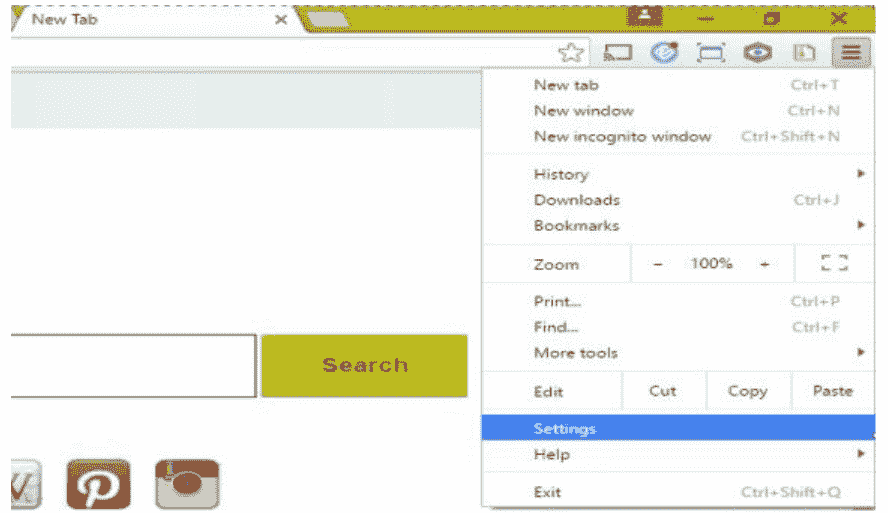 New Tab
New tab Ctrl+T
New window Ctrl+N
New incognito window Ctrl+Shift+N
History
Downloads Ctrl+J
Bookmarks
Zoom - 100% +
Print... Ctrl+P
Find... Ctrl+F
More tools
Search
Edit Cut Copy Paste
Settings
Help
Exit Ctrl+Shift+Q